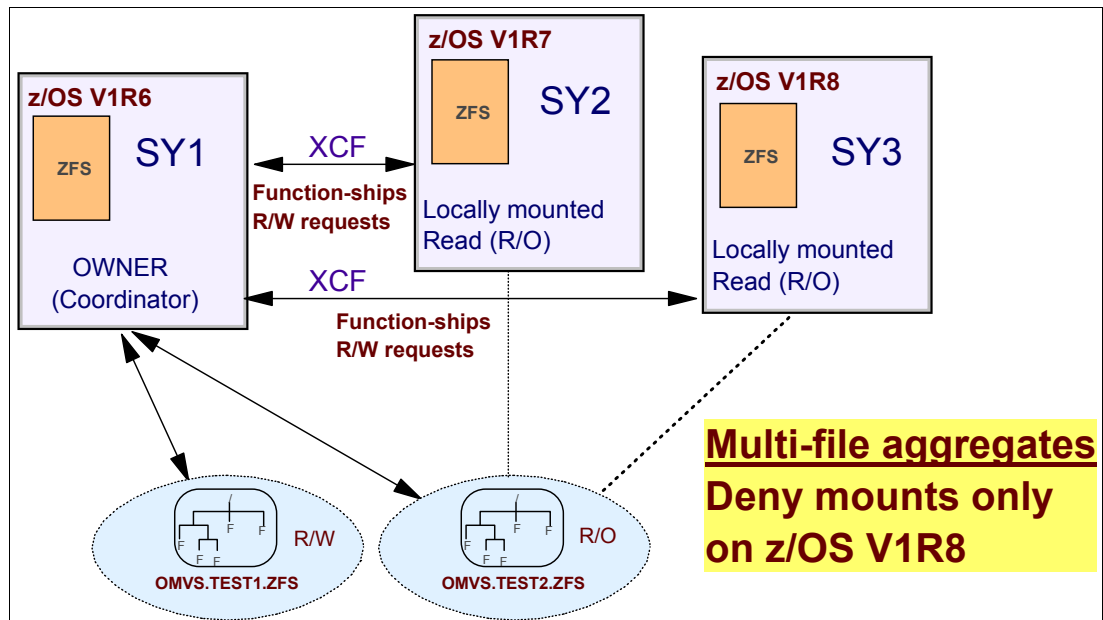 z/OS V1R6
ZFS
SY1
OWNER
(Coordinator)
XCF
Function-ships
R/W requests
z/OS V1R7
ZFS
SY2
Locally mounted
Read (R/O)
XCF
Function-ships
R/W requests
z/OS V1R8
ZFS
SY3
Locally mounted
Read (R/O)
/
F
F
F
F
F
R/W
OMVS.TEST1.ZFS
/
F
F
F
F
F
R/O
OMVS.TEST2.ZFS
Multi-file aggregates
Deny mounts only
on z/OS V1R8